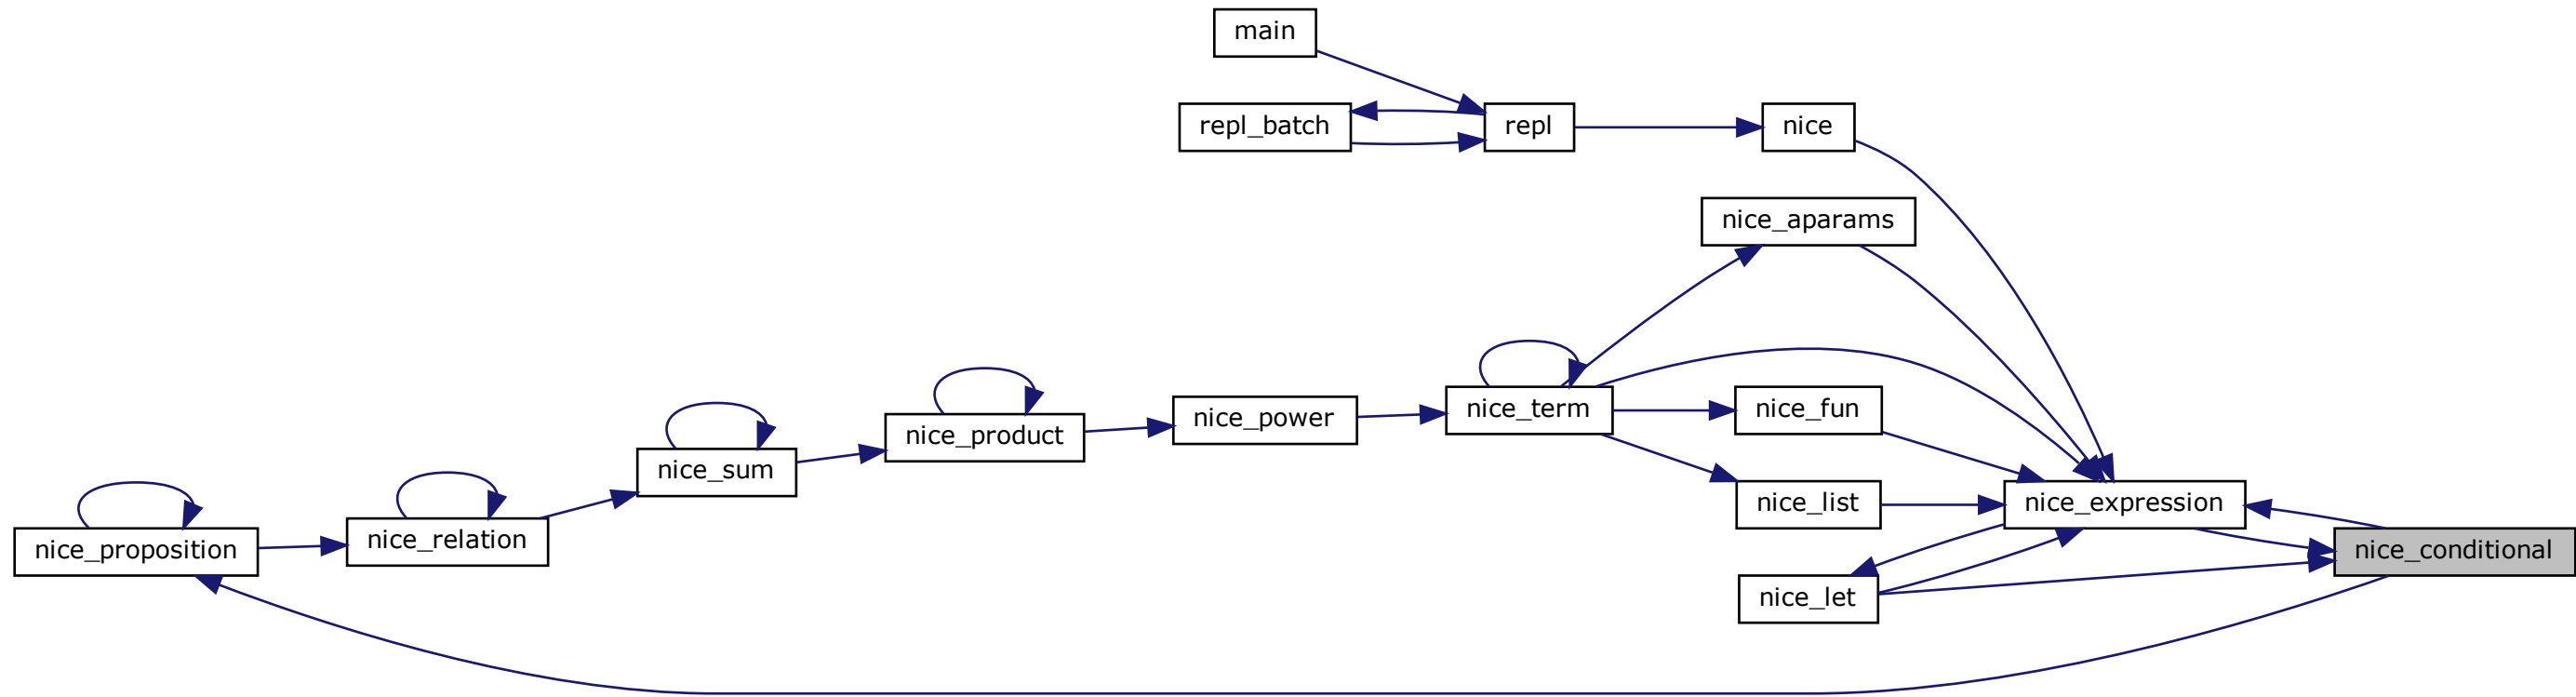 main
repl_batch
repl
nice
nice_aparams
nice_term
nice_fun
nice_power
nice_product
nice_sum
nice_list
nice_expression
nice_relation
nice_proposition
nice_conditional
nice_let